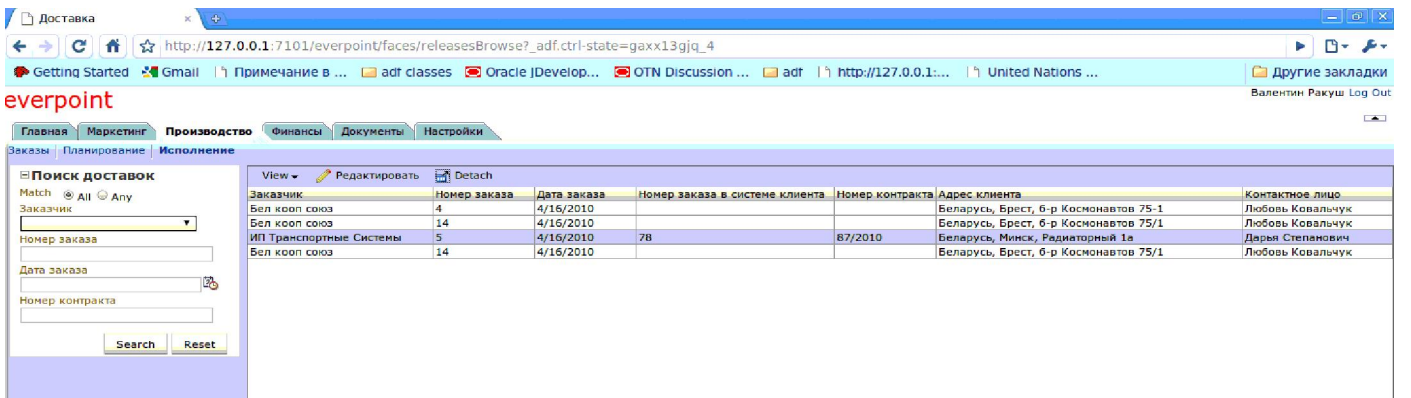 Доставка
http://127.0.0.1:7101/everpoint/faces/releasesBrowse?_adf.ctrl-state=gaxx13gjq_4
Getting Started Gmail Примечание в ... adf classes Oracle JDevelop... OTN Discussion ... adf http://127.0.0.1:... United Nations ... Другие закладки
everpoint
Валентин Ракуш Log Out
Главная Маркетинг Производство Финансы Документы Настройки
Заказы Планирование Исполнение
Поиск доставок
Match All Any
Заказчик
Номер заказа
Дата заказа
Номер контракта
Search Reset
View Редактировать Detach
Заказчик Номер заказа Дата заказа Номер заказа в системе клиента Номер контракта Адрес клиента Контактное лицо
Бел кооп союз 4 4/16/2010 Беларусь, Брест, б-р Космонавтов 75-1 Любовь Ковальчук
Бел кооп союз 14 4/16/2010 Беларусь, Брест, б-р Космонавтов 75/1 Любовь Ковальчук
ИП Транспортные Системы 5 4/16/2010 78 87/2010 Беларусь, Минск, Радиаторный 1а Дарья Степанович
Бел кооп союз 14 4/16/2010 Беларусь, Брест, б-р Космонавтов 75/1 Любовь Ковальчук